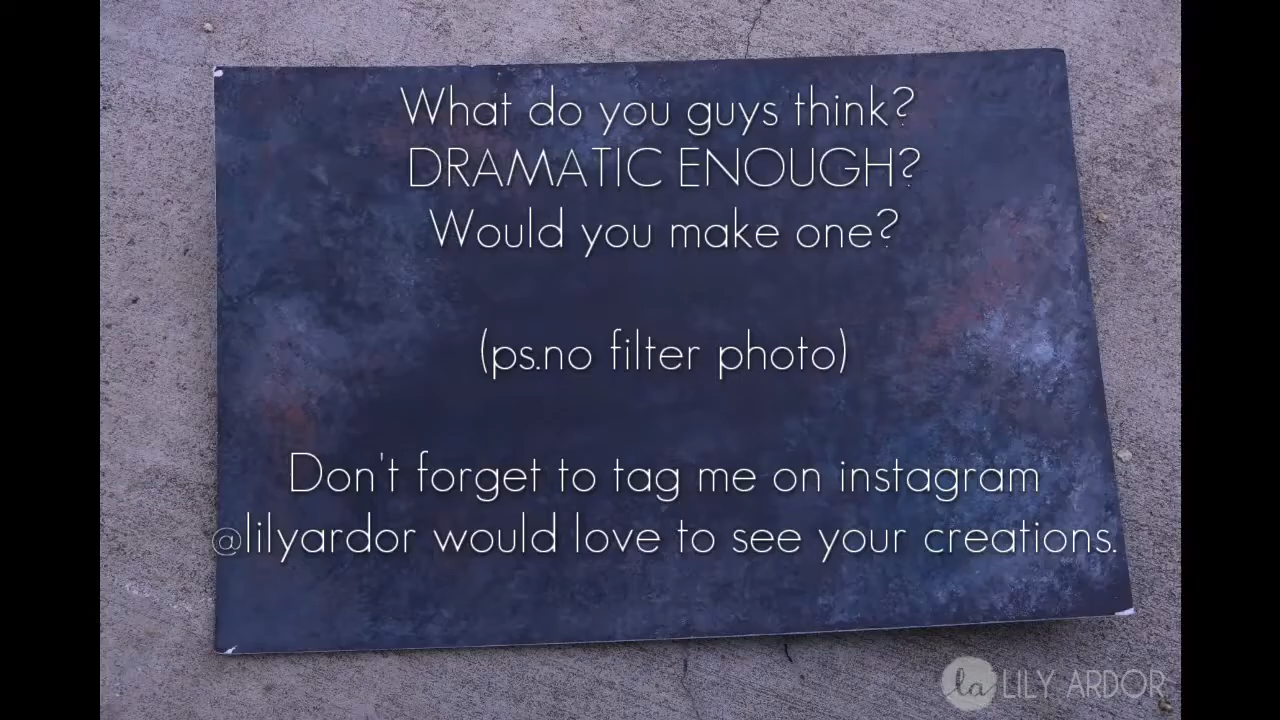 What do you guys think?
DRAMATIC ENOUGH?
Would you make one?
(ps.no filter photo)
Don't forget to tag me on instagram
@lilyardor would love to see your creations.
la LILY ARDOR